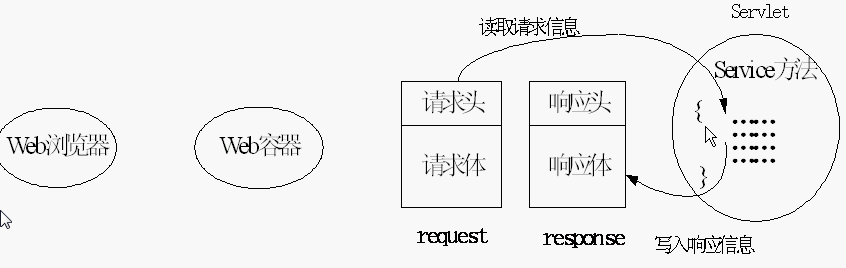 Servlet
读取请求信息
Service方法
请求头
响应头
{
Web浏览器
Web容器
请求体
响应体
}
request
response
写入响应信息